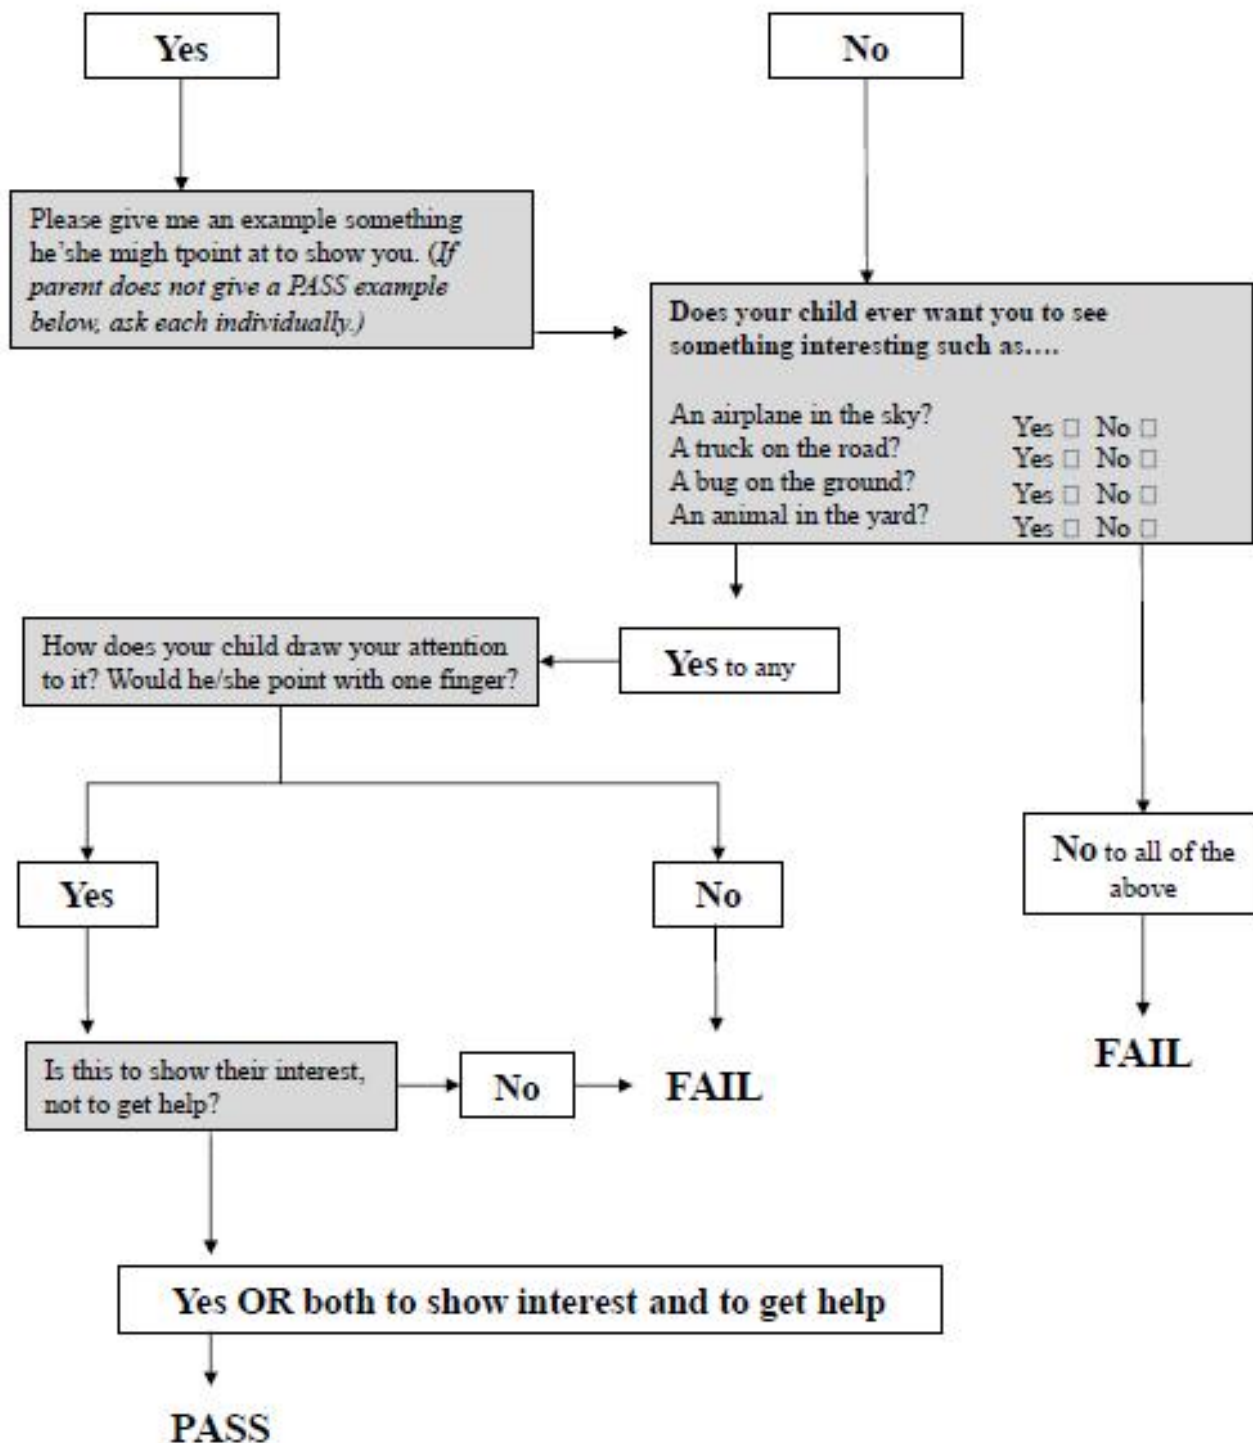 Yes
No
Please give me an example something
he'she migh tpoint at to show you. (If
parent does not give a PASS example
below, ask each individually.)
Does your child ever want you to see
something interesting such as....
An airplane in the sky? Yes □ No □
A truck on the road? Yes □ No □
A bug on the ground? Yes □ No □
An animal in the yard? Yes □ No □
How does your child draw your attention
to it? Would he/she point with one finger?
Yes to any
Yes
No
No to all of the
above
Is this to show their interest,
not to get help?
No
FAIL
FAIL
Yes OR both to show interest and to get help
PASS